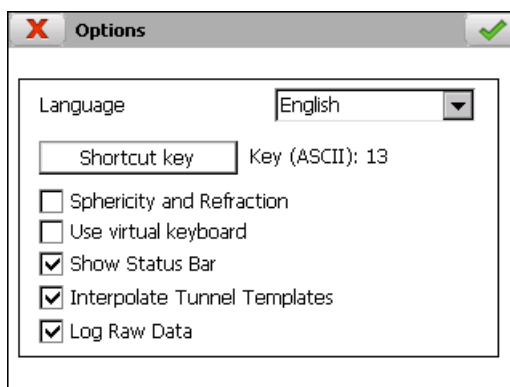 Options
Language English
Shortcut key Key (ASCII): 13
Sphericity and Refraction
Use virtual keyboard
Show Status Bar
Interpolate Tunnel Templates
Log Raw Data